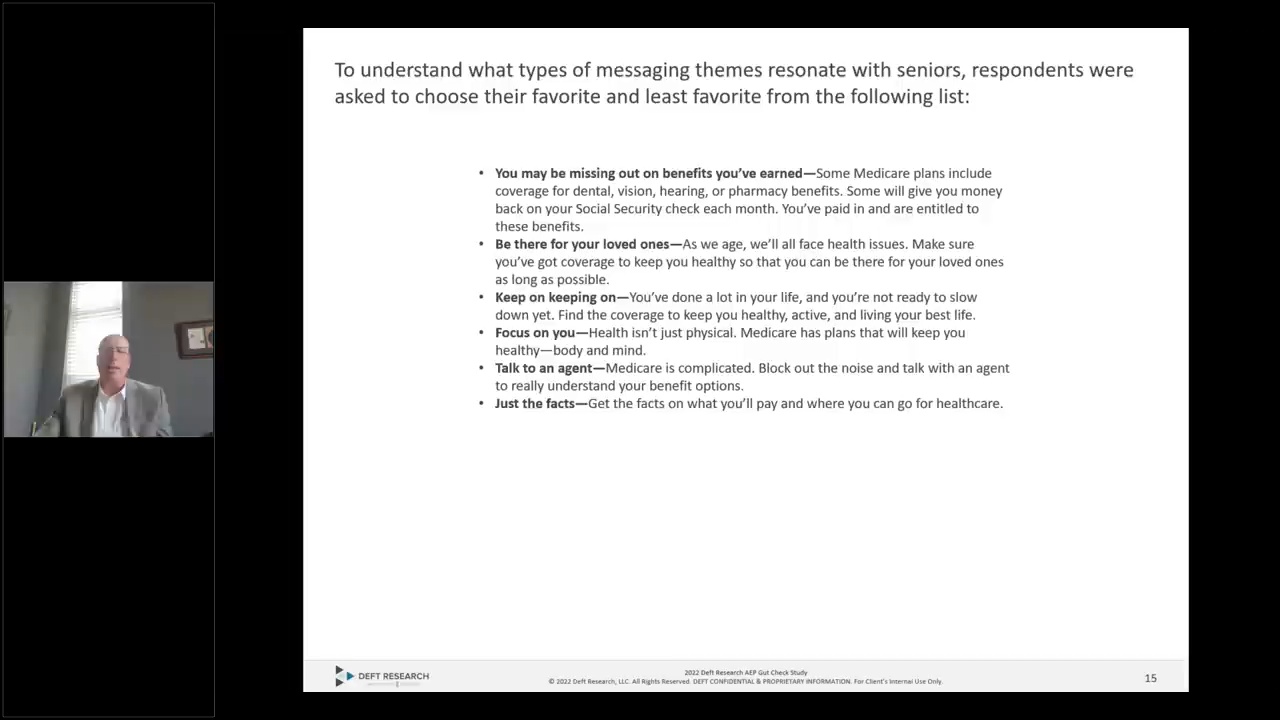 To understand what types of messaging themes resonate with seniors, respondents were
asked to choose their favorite and least favorite from the following list:
• You may be missing out on benefits you've earned—Some Medicare plans include
coverage for dental, vision, hearing, or pharmacy benefits. Some will give you money
back on your Social Security check each month. You've paid in and are entitled to
these benefits.
• Be there for your loved ones—As we age, we'll all face health issues. Make sure
you've got coverage to keep you healthy so that you can be there for your loved ones
as long as possible.
• Keep on keeping on—You've done a lot in your life, and you're not ready to slow
down yet. Find the coverage to keep you healthy, active, and living your best life.
• Focus on you—Health isn't just physical. Medicare has plans that will keep you
healthy—body and mind.
• Talk to an agent—Medicare is complicated. Block out the noise and talk with an agent
to really understand your benefit options.
• Just the facts—Get the facts on what you'll pay and where you can go for healthcare.
DEFT RESEARCH
2022 Deft Research AEP Gut Check Study
© 2022 Deft Research, LLC. All Rights Reserved. DEFT CONFIDENTIAL & PROPRIETARY INFORMATION. For Client's Internal Use Only.
15